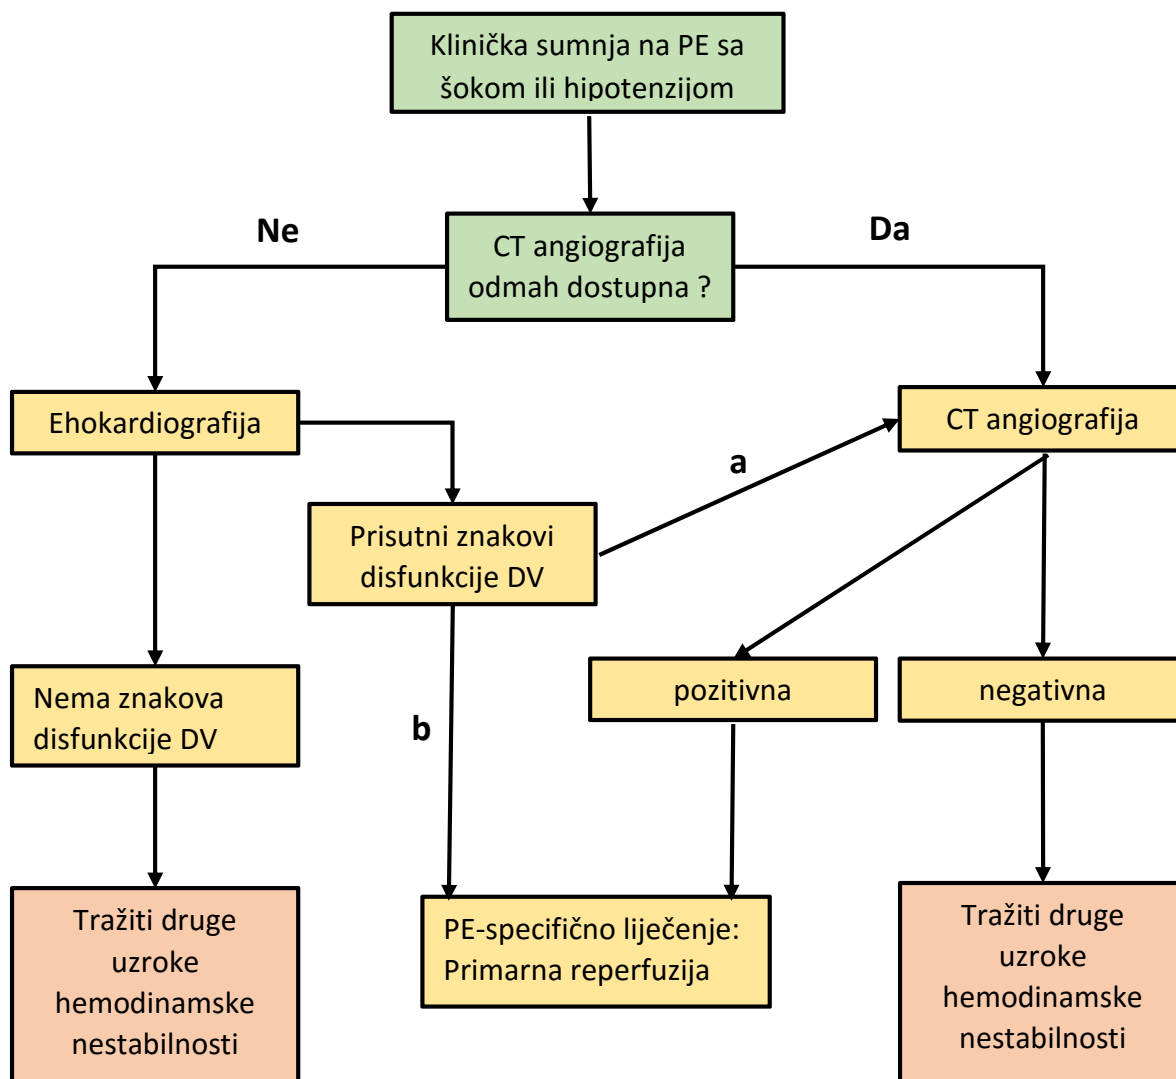 Klinička sumnja na PE sa
šokom ili hipotenzijom
Ne
CT angiografija
odmah dostupna ?
Da
Ehokardiografija
CT angiografija
a
Prisutni znakovi
disfunkcije DV
Nema znakova
disfunkcije DV
b
pozitivna
negativna
Tražiti druge
uzroke
hemodinamske
nestabilnosti
PE-specifično liječenje:
Primarna reperfuzija
Tražiti druge
uzroke
hemodinamske
nestabilnosti